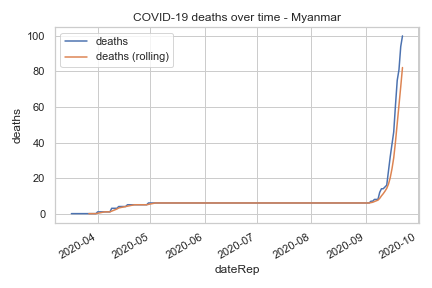 COVID-19 deaths over time - Myanmar
deaths
deaths (rolling)
100
80
60
40
20
0
deaths
2020-04
2020-05
2020-06
2020-07
2020-08
2020-09
2020-10
dateRep